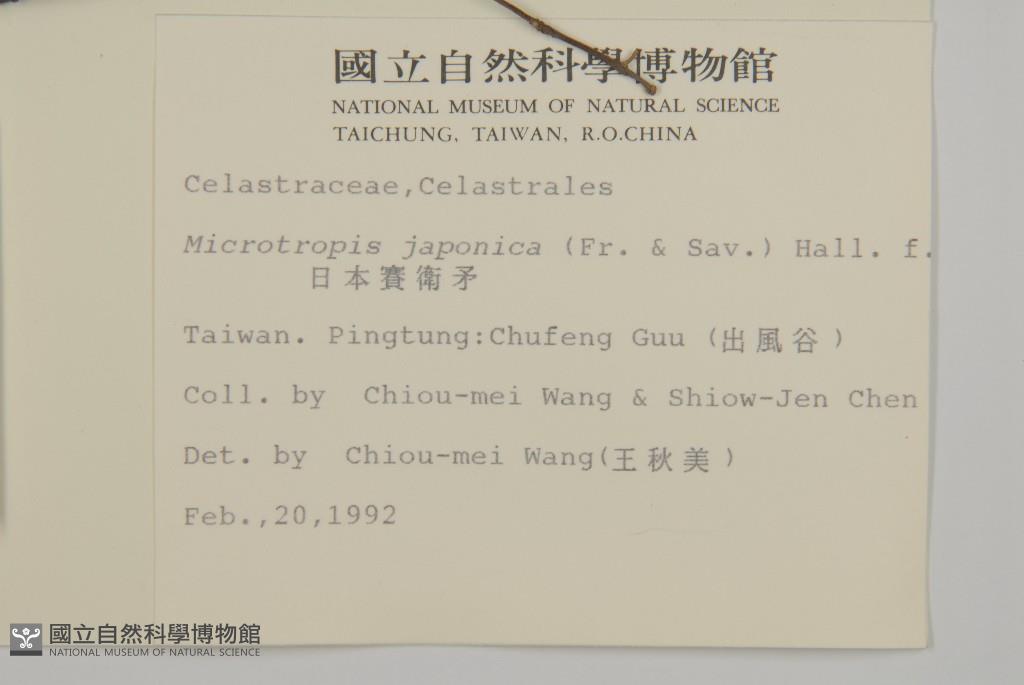 國立自然科學博物館
NATIONAL MUSEUM OF NATURAL SCIENCE
TAICHUNG, TAIWAN, R.O.CHINA
Celastraceae,Celastrales
Microtropis japonica (Fr. & Sav.) Hall. f.
日本賽衛矛
Taiwan. Pingtung:Chufeng Guu (出風谷)
Coll. by Chiou-mei Wang & Shiow-Jen Chen
Det. by Chiou-mei Wang(王秋美)
Feb.,20,1992
國立自然科學博物館
NATIONAL MUSEUM OF NATURAL SCIENCE